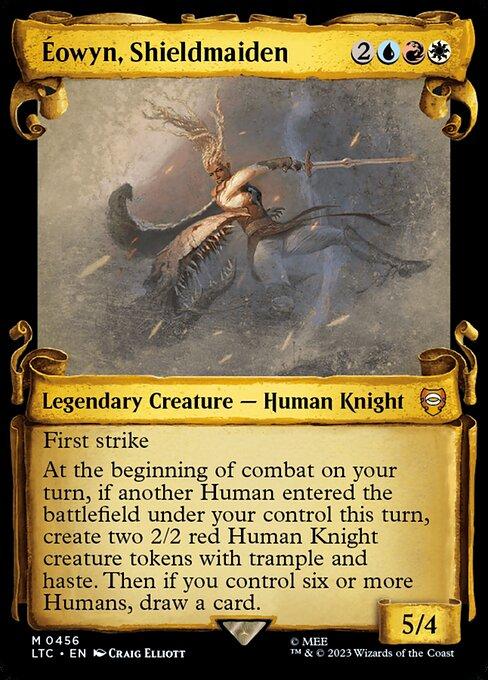 Éowyn, Shieldmaiden 2
Legendary Creature — Human Knight
First strike
At the beginning of combat on your
turn, if another Human entered the
battlefield under your control this turn,
create two 2/2 red Human Knight
creature tokens with trample and
haste. Then if you control six or more
Humans, draw a card.
5/4
M 0456
LTC • EN Craig Elliott
© MEE
™ & © 2023 Wizards of the Coast